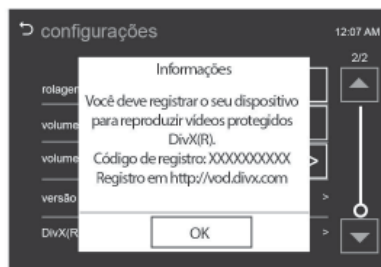 configurações
12:07 AM
2/2
Informações
Você deve registrar o seu dispositivo
para reproduzir vídeos protegidos
DivX(R).
Código de registro: XXXXXXXXXX
Registro em http://vod.divx.com
OK
rolagem
volume
volume
>
versão
>
DivX(R
>